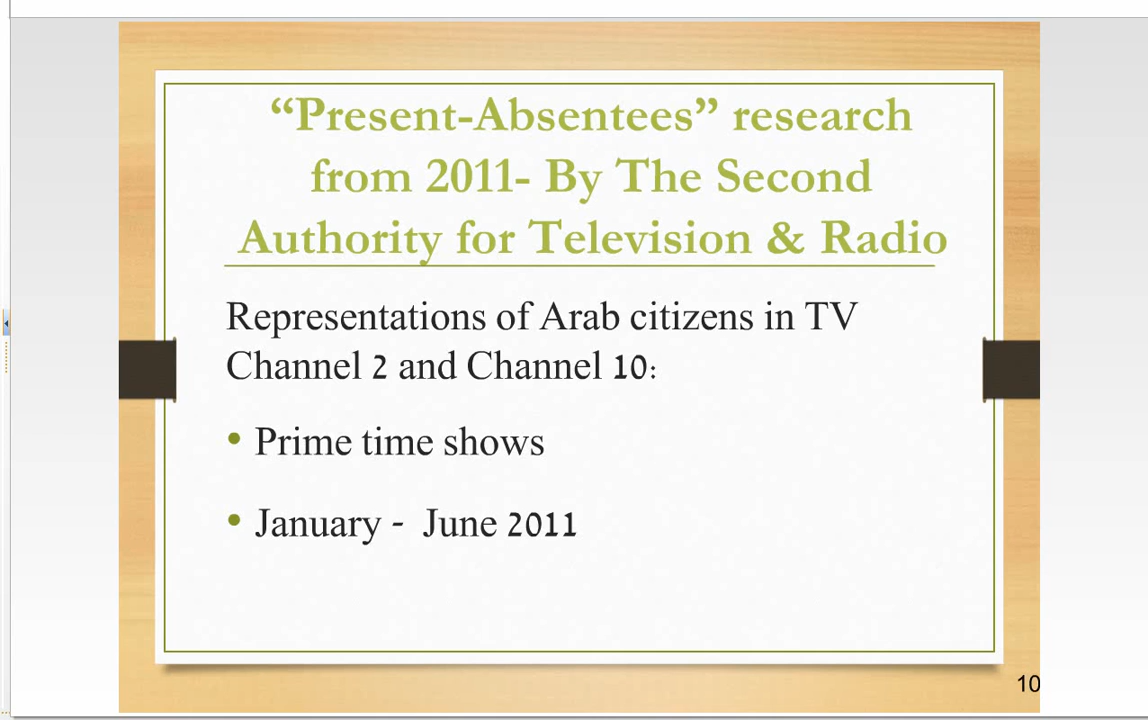 “Present-Absentees” research
from 2011- By The Second
Authority for Television & Radio
Representations of Arab citizens in TV
Channel 2 and Channel 10:
• Prime time shows
• January - June 2011
10